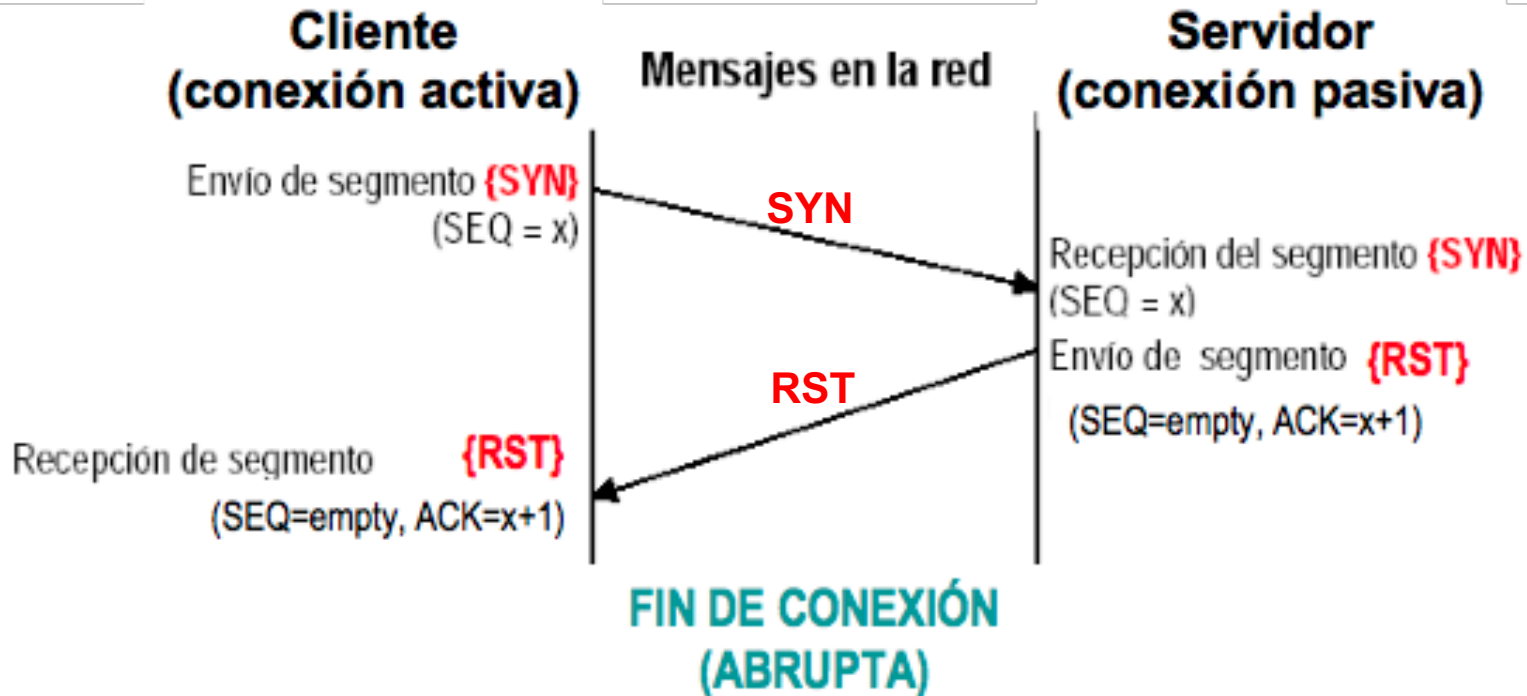 Cliente
(conexión activa)
Mensajes en la red
Servidor
(conexión pasiva)
Envío de segmento {SYN}
(SEQ = x)
SYN
Recepción del segmento {SYN}
(SEQ = x)
Envío de segmento {RST}
(SEQ=empty, ACK=x+1)
RST
Recepción de segmento {RST}
(SEQ=empty, ACK=x+1)
FIN DE CONEXIÓN
(ABRUPTA)